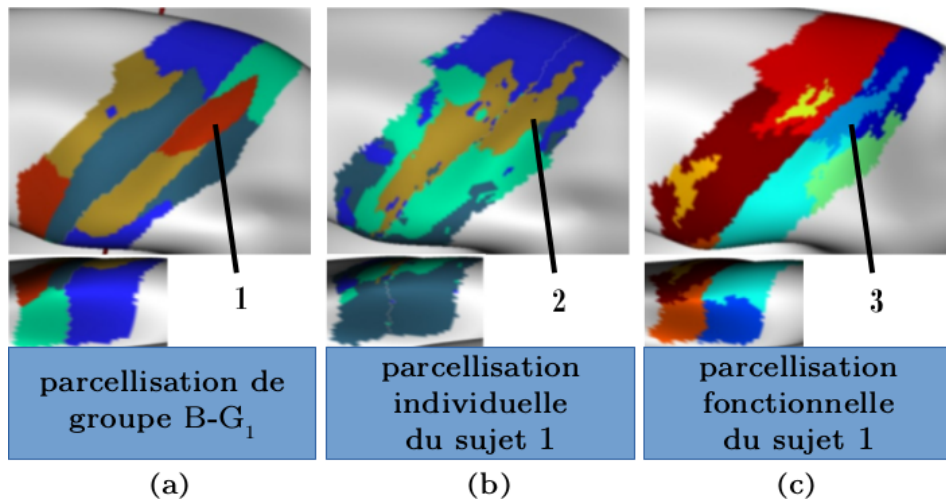 1
2
3
parcellisation de
groupe B-G₁
parcellisation
individuelle
du sujet 1
parcellisation
fonctionnelle
du sujet 1
(a)
(b)
(c)